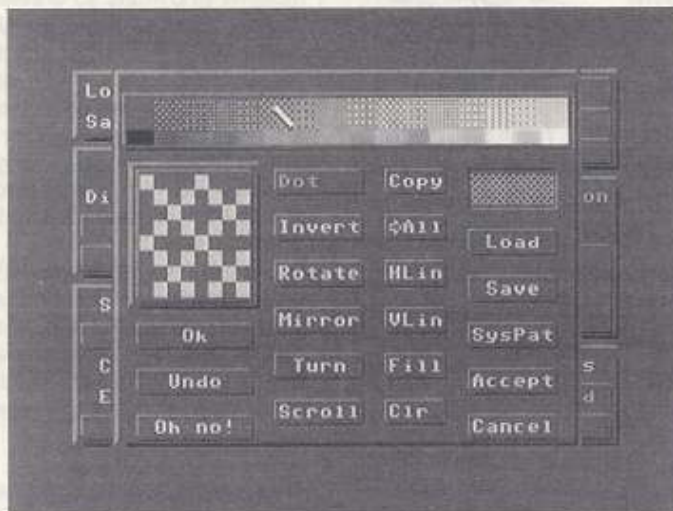 Lo
Sa
Di
S
C
E
Dot
Copy
Invert
⇨All
Rotate
HLin
Mirror
VLin
Turn
Fill
Scroll
Clr
Ok
Undo
Oh no!
Load
Save
SysPat
Accept
Cancel
on
s
d